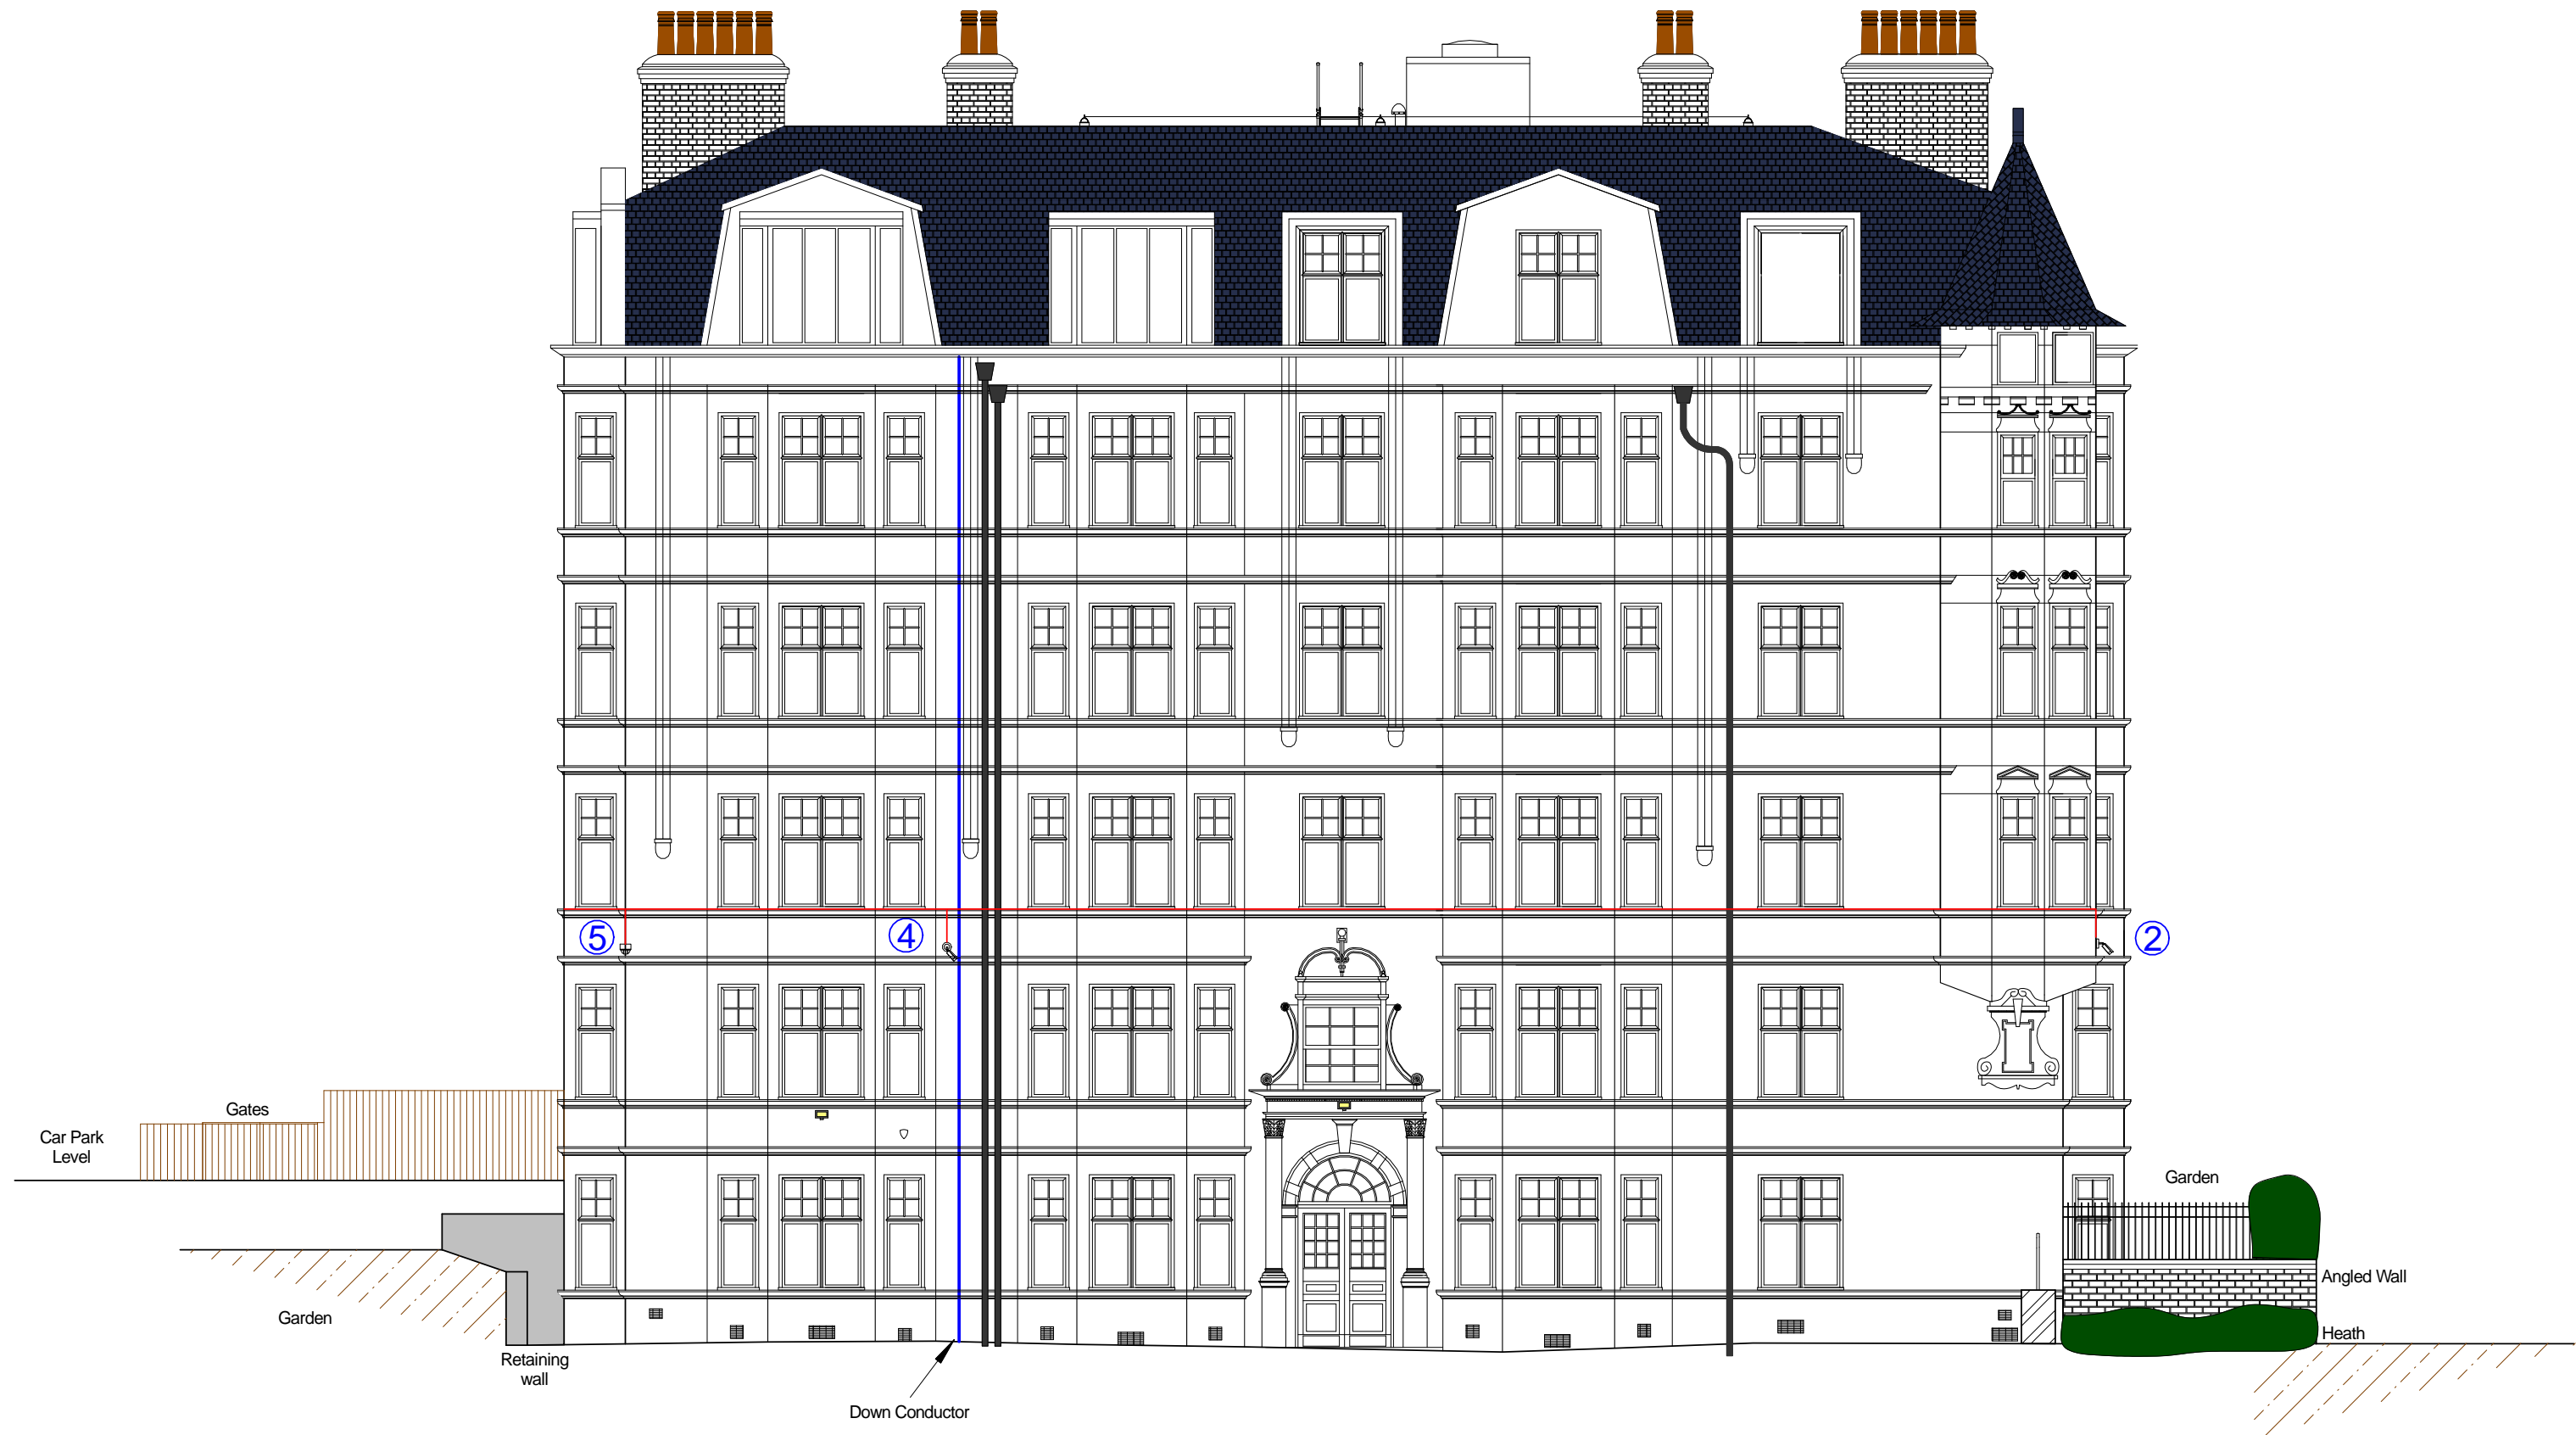 5
4
2
Gates
Car Park
Level
Garden
Garden
Angled Wall
Heath
Retaining
wall
Down Conductor